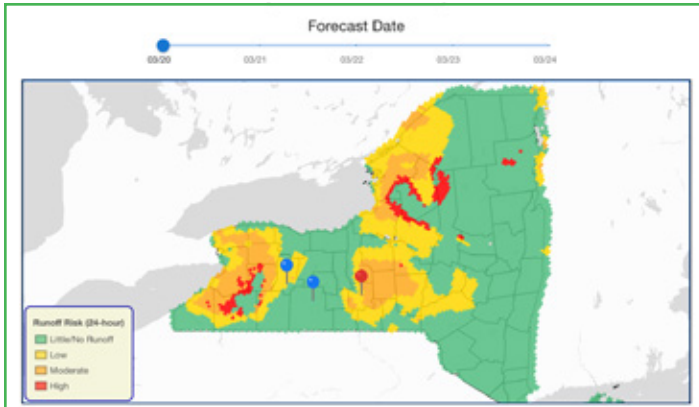 Forecast Date
03/20 03/21 03/22 03/23 03/24
Runoff Risk (24-hour)
Little/No Runoff
Low
Moderate
High